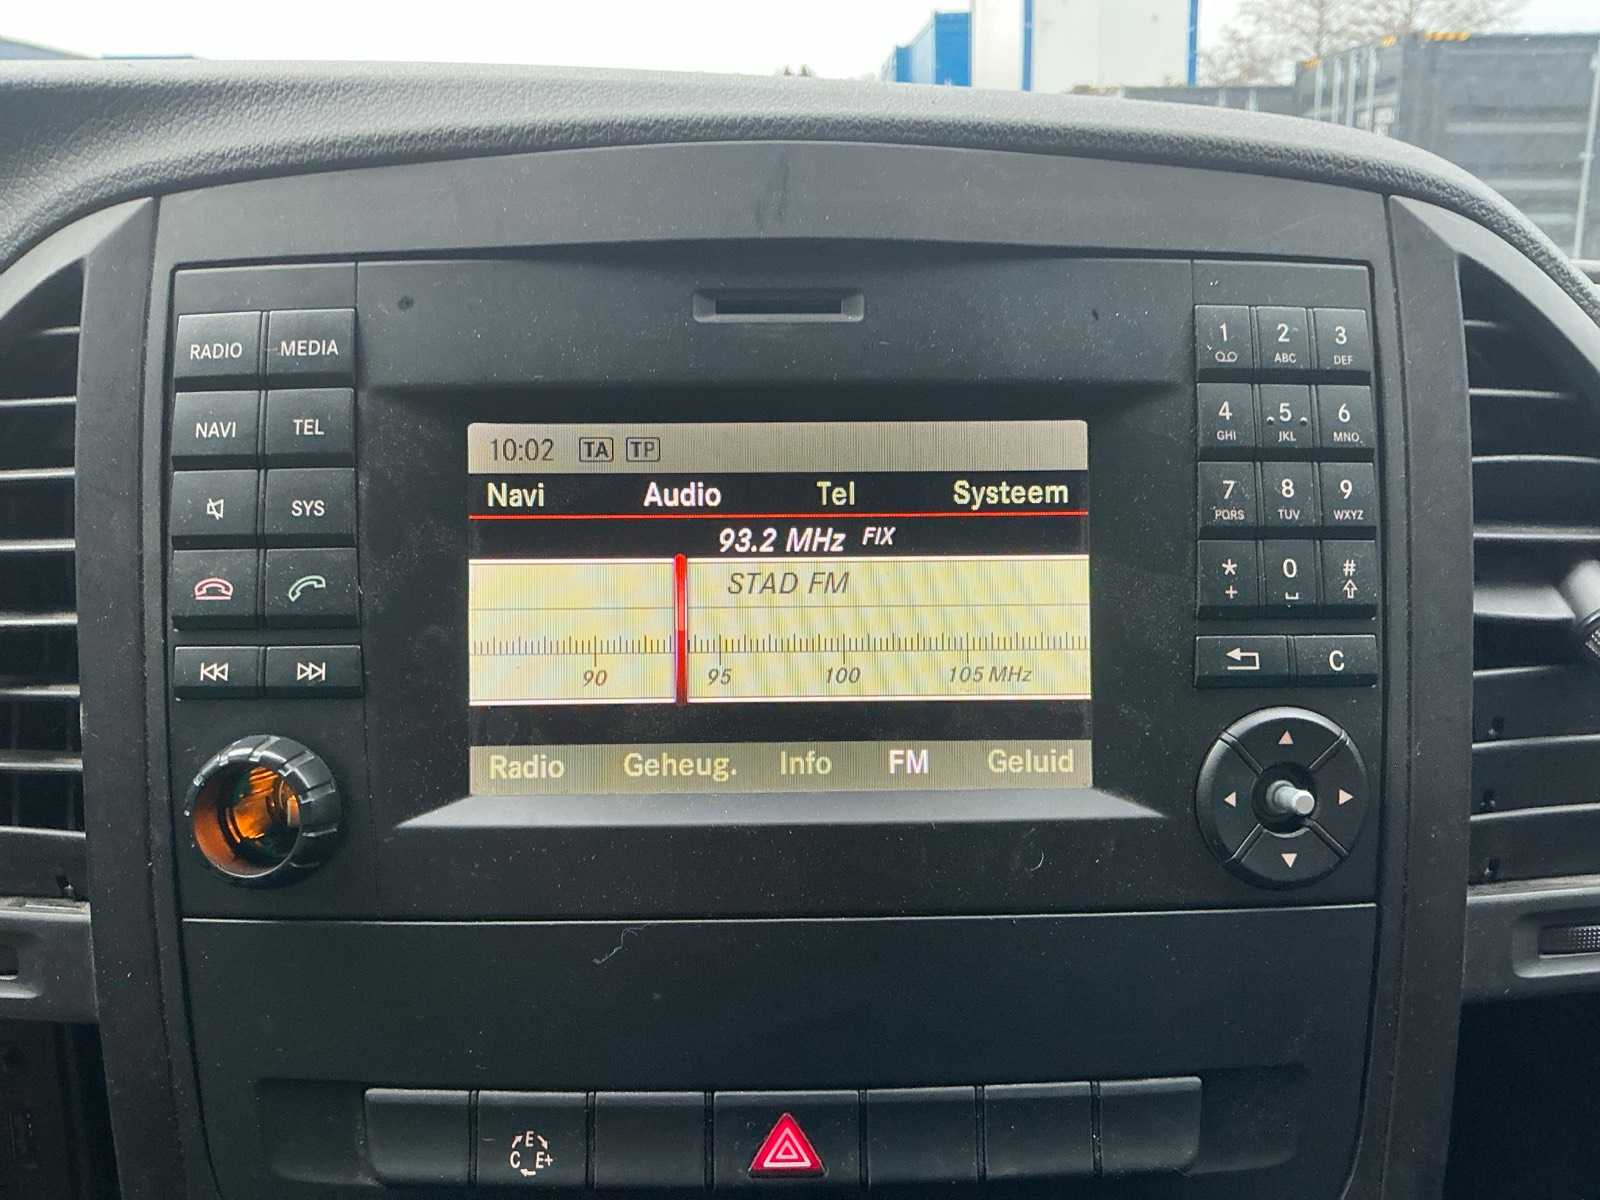 RADIO MEDIA
NAVI TEL
SYS
10:02 TA TP
Navi Audio Tel Systeem
93.2 MHz FIX
STAD FM
90 95 100 105 MHz
Radio Geheug. Info FM Geluid
1 2 ABC 3 DEF
4 GHI 5 JKL 6 MNO
7 PQRS 8 TUV 9 WXYZ
* + 0 #
C
E
C E+